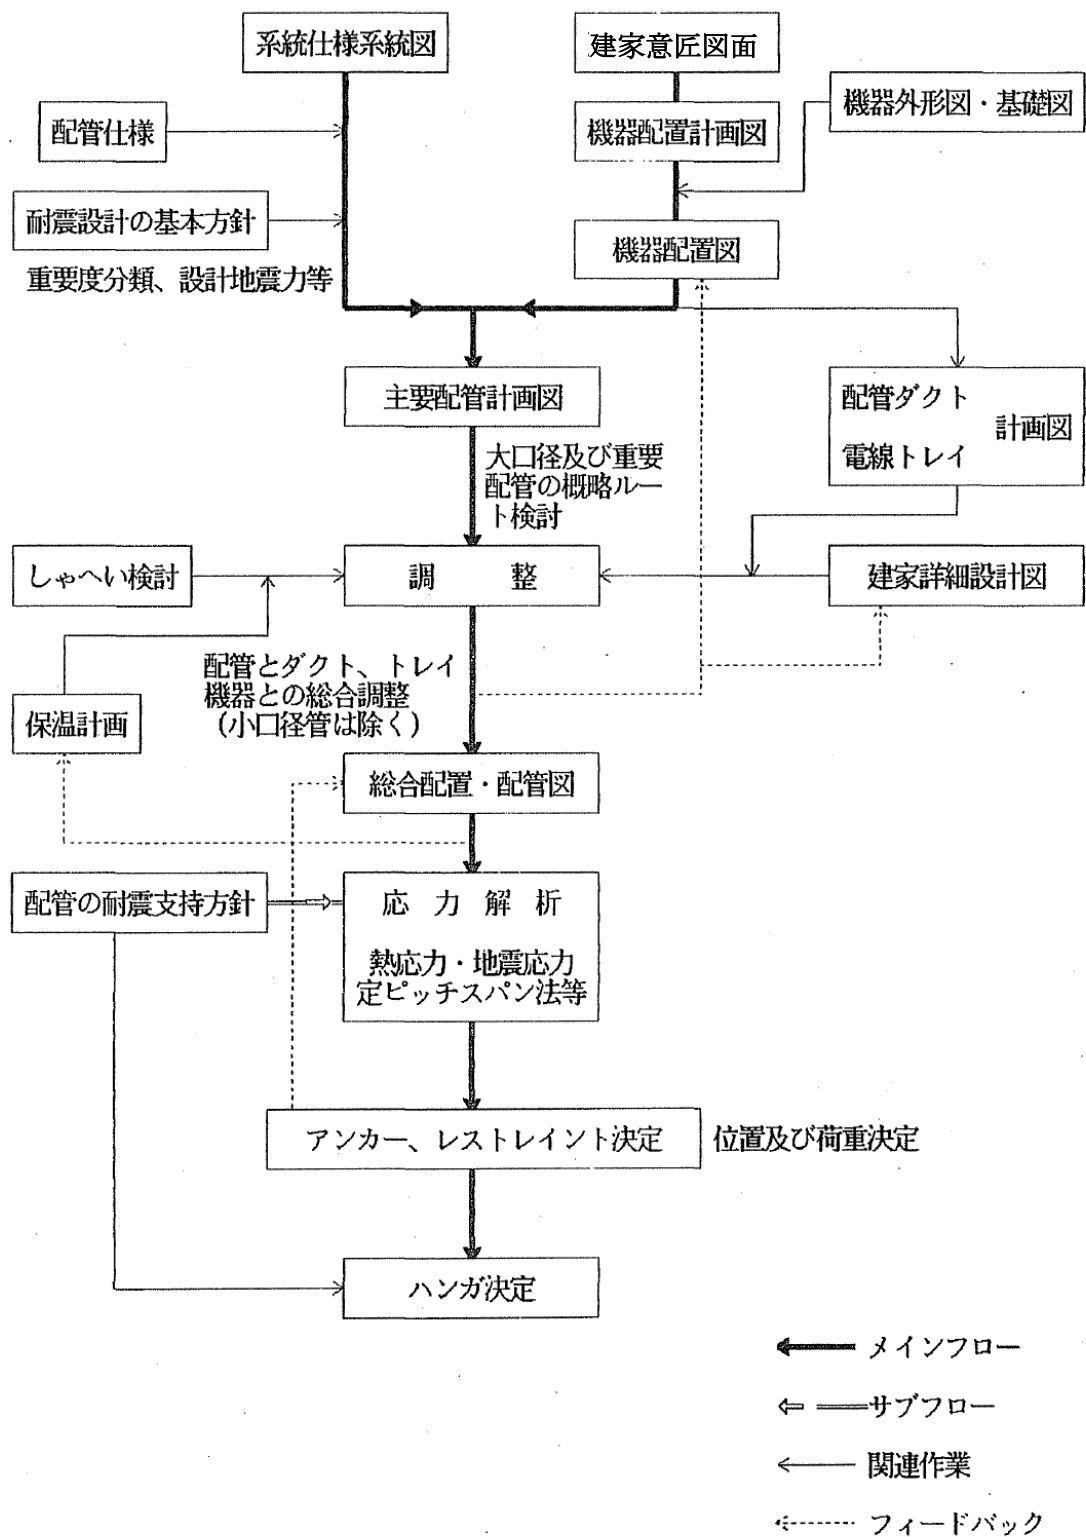 系統仕様系統図
建家意匠図面
機器外形図・基礎図
配管仕様
機器配置計画図
耐震設計の基本方針
機器配置図
重要度分類、設計地震力等
主要配管計画図
配管ダクト
計画図
電線トレイ
大口径及び重要
配管の概略ルー
ト検討
しゃへい検討
調 整
建家詳細設計図
配管とダクト、トレイ
機器との総合調整
(小口径管は除く)
保温計画
総合配置・配管図
配管の耐震支持方針
応 力 解 析
熱応力・地震応力
定ピッチスパン法等
アンカー、レストレイント決定
位置及び荷重決定
ハンガ決定
メインフロー
サブフロー
関連作業
フィードバック